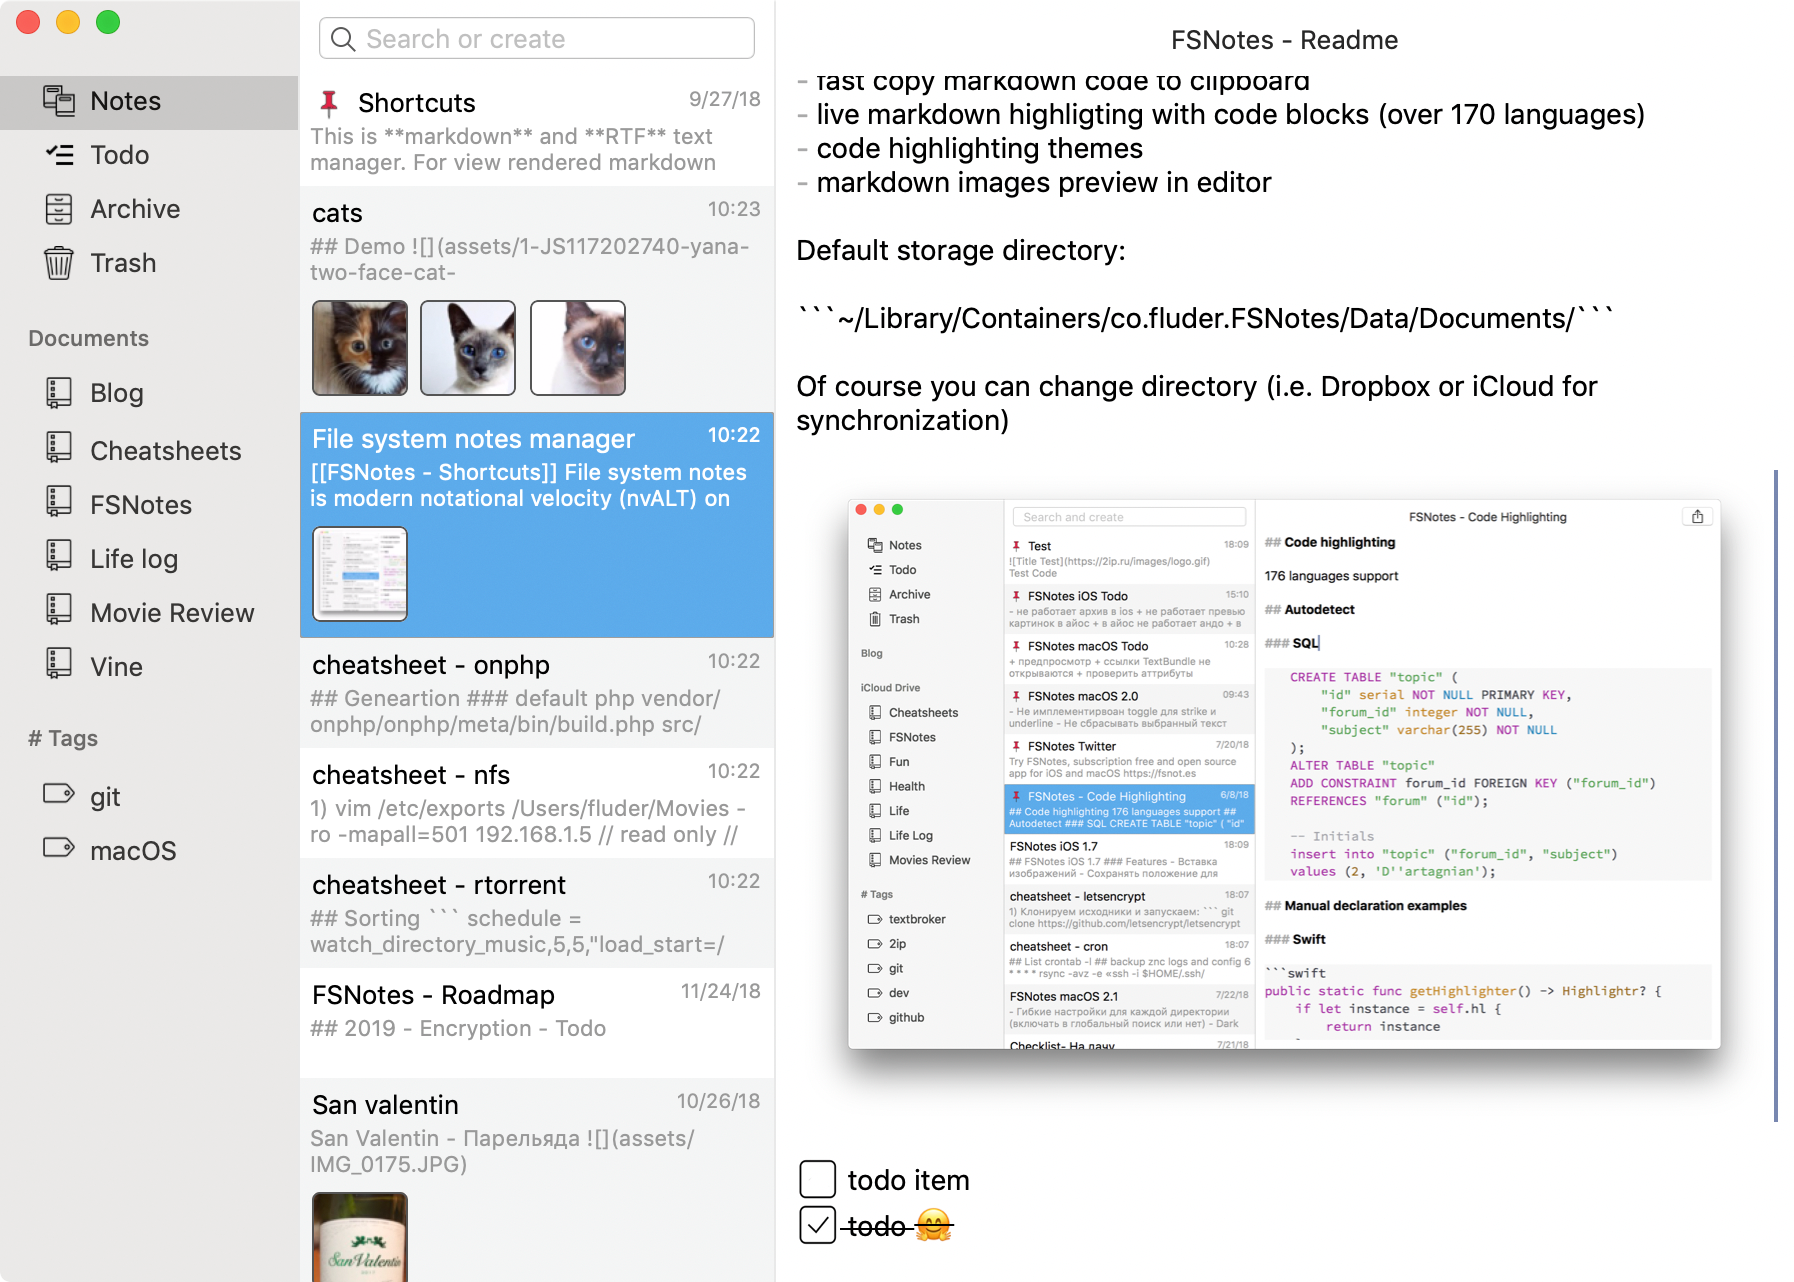 Notes
Todo
Archive
Trash
Documents
Blog
Cheatsheets
FSNotes
Life log
Movie Review
Vine
# Tags
git
macOS
Search or create
Shortcuts
9/27/18
This is **markdown** and **RTF** text
manager. For view rendered markdown
cats
10:23
## Demo ![](assets/1-JS117202740-yana-
two-face-cat-
File system notes manager
10:22
[[FSNotes - Shortcuts]] File system notes
is modern notational velocity (nvALT) on
cheatsheet - onphp
10:22
## Geneartion ### default php vendor/
onphp/onphp/meta/bin/build.php src/
cheatsheet - nfs
10:22
1) vim /etc/exports /Users/fluder/Movies -
ro -mapall=501 192.168.1.5 // read only //
cheatsheet - rtorrent
10:22
## Sorting ``` schedule =
watch_directory_music,5,5,"load_start=/
FSNotes - Roadmap
11/24/18
## 2019 - Encryption - Todo
San valentin
10/26/18
San Valentin - Парельяда ![](assets/
IMG_0175.JPG)
San Valentin
FSNotes - Readme
- fast copy markdown code to clipboard
- live markdown higligting with code blocks (over 170 languages)
- code highlighting themes
- markdown images preview in editor
Default storage directory:
```~/Library/Containers/co.fluder.FSNotes/Data/Documents/```
Of course you can change directory (i.e. Dropbox or iCloud for
synchronization)
Notes
Todo
Archive
Trash
Blog
iCloud Drive
Cheatsheets
FSNotes
Fun
Health
Life
Life Log
Movies Review
# Tags
textbroker
2ip
git
dev
github
Search and create
Test
18:09
![Title Test](https://2ip.ru/images/logo.gif)
Test Code
FSNotes iOS Todo
15:10
- не работает архив в ios + не работает превью
картинок в айос + в айос не работает андо + в
FSNotes macOS Todo
10:28
+ предпросмотр + ссылки TextBundle не
открываются + проверить аттрибуты
FSNotes macOS 2.0
09:43
- Не имплементирвоан toggle для strike и
underline - Не сбрасывать выбранный текст
FSNotes Twitter
7/20/18
Try FSNotes, subscription free and open source
app for iOS and macOS https://fsnot.es
FSNotes - Code Highlighting
6/8/18
## Code highlighting 176 languages support ##
Autodetect ### SQL CREATE TABLE "topic" ( "id"
FSNotes iOS 1.7
18:09
## FSNotes iOS 1.7 ### Features - Вставка
изображений - Сохранять положение для
cheatsheet - letsencrypt
18:07
1) Клонируем исходники и запускаем: ``` git
clone https://github.com/letsencrypt/letsencrypt
cheatsheet - cron
18:07
## List crontab -l ## backup znc logs and config 6
* * * * rsync -avz -e «ssh -i $HOME/.ssh/
FSNotes macOS 2.1
7/22/18
- Гибкие настройки для каждой директории
(включать в глобальный поиск или нет) - Dark
Checklist- На дачу
7/21/18
FSNotes - Code Highlighting
## Code highlighting
176 languages support
## Autodetect
### SQL
CREATE TABLE "topic" (
"id" serial NOT NULL PRIMARY KEY,
"forum_id" integer NOT NULL,
"subject" varchar(255) NOT NULL
);
ALTER TABLE "topic"
ADD CONSTRAINT forum_id FOREIGN KEY ("forum_id")
REFERENCES "forum" ("id");
-- Initials
insert into "topic" ("forum_id", "subject")
values (2, 'D''artagnian');
## Manual declaration examples
### Swift
```swift
public static func getHighlighter() -> Highlightr? {
if let instance = self.hl {
return instance
todo item
todo 🤗